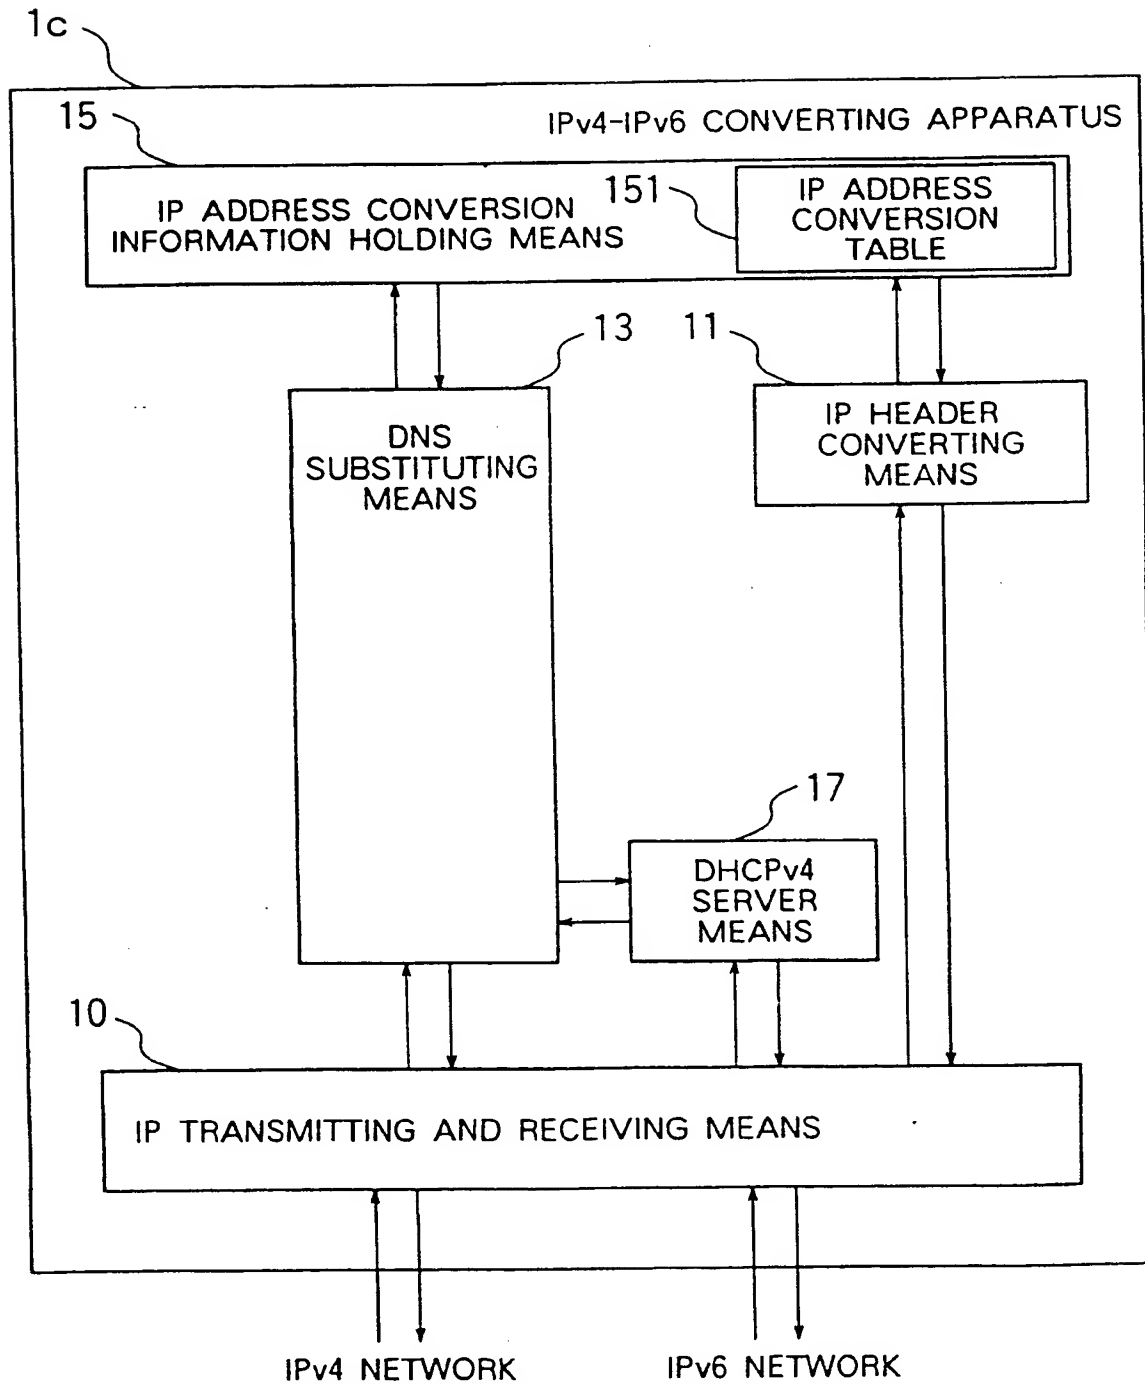 1c
15
IPv4-IPv6 CONVERTING APPARATUS
IP ADDRESS CONVERSION
INFORMATION HOLDING MEANS
151
IP ADDRESS
CONVERSION
TABLE
13
11
DNS
SUBSTITUTING
MEANS
IP HEADER
CONVERTING
MEANS
17
DHCPv4
SERVER
MEANS
10
IP TRANSMITTING AND RECEIVING MEANS
IPv4 NETWORK
IPv6 NETWORK